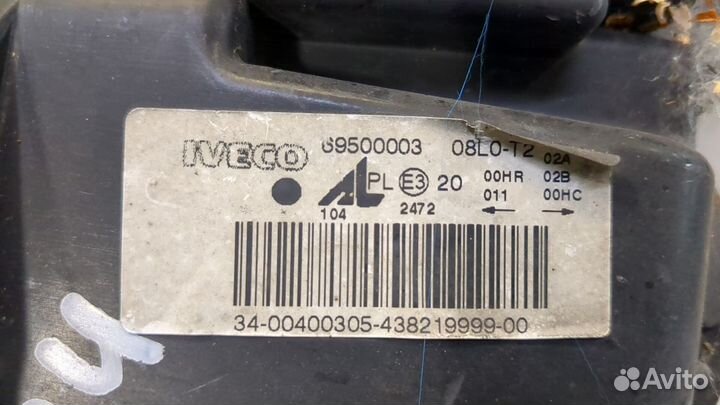 IVECO 69500003 08L0-T2 02A
AL PL E3 20 00HR 02B
011 00HC
104 2472
34-00400305-438219999-00
Avito